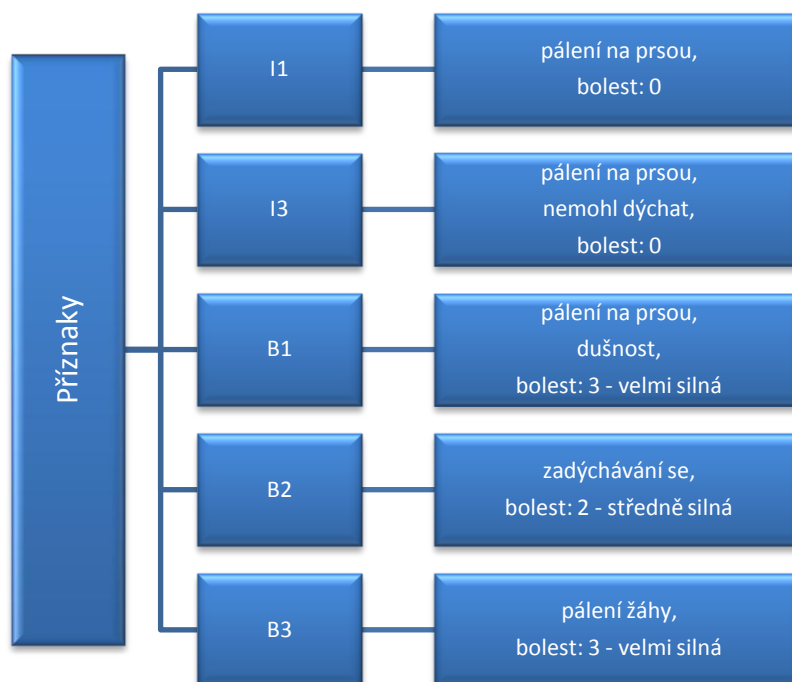 Příznaky
I1
pálení na prsou,
bolest: 0
I3
pálení na prsou,
nemohl dýchat,
bolest: 0
B1
pálení na prsou,
dušnost,
bolest: 3 - velmi silná
B2
zadýchávání se,
bolest: 2 - středně silná
B3
pálení žáhy,
bolest: 3 - velmi silná